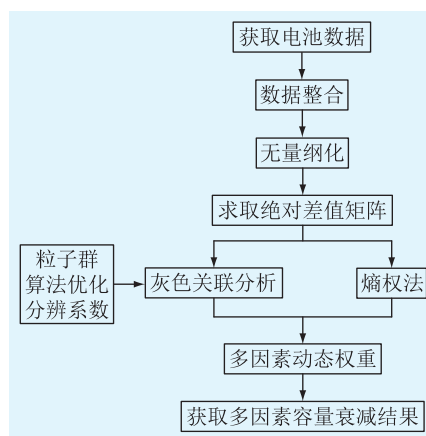 获取电池数据
数据整合
无量纲化
求取绝对差值矩阵
粒子群
算法优化
分辨系数
灰色关联分析
熵权法
多因素动态权重
获取多因素容量衰减结果